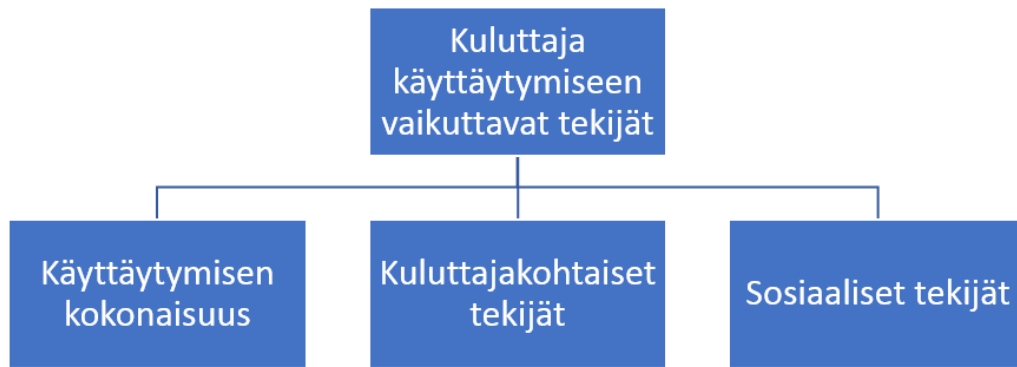 Kuluttaja
käyttäytymiseen
vaikuttavat tekijät
Käyttäytymisen
kokonaisuus
Kuluttajakohtaiset
tekijät
Sosiaaliset tekijät